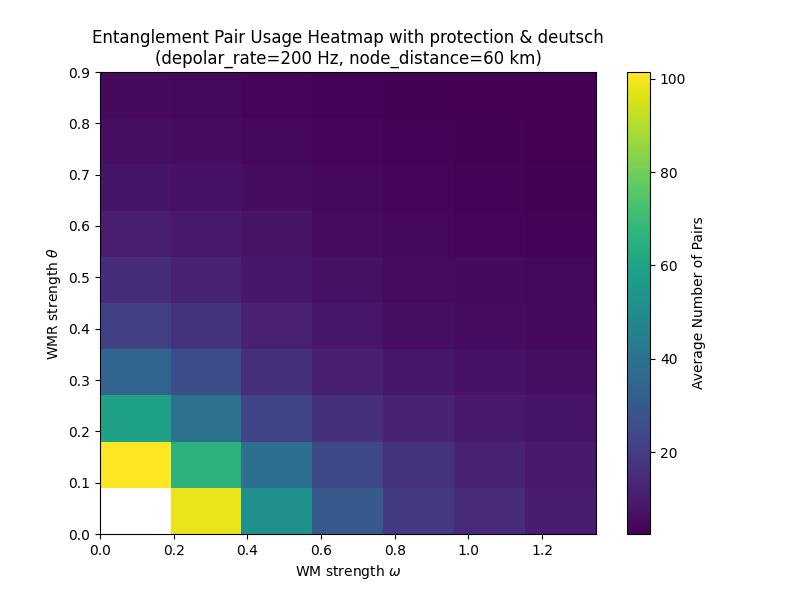 Entanglement Pair Usage Heatmap with protection & deutsch
(depolar_rate=200 Hz, node_distance=60 km)
0.9
0.8
0.7
0.6
0.5
0.4
0.3
0.2
0.1
0.0
WMR strength θ
0.0 0.2 0.4 0.6 0.8 1.0 1.2
WM strength ω
100
80
60
40
20
Average Number of Pairs